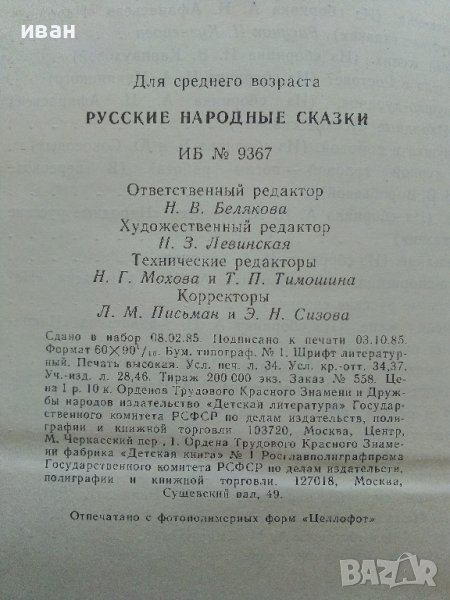 иван
Для среднего возраста
РУССКИЕ НАРОДНЫЕ СКАЗКИ
ИБ № 9367
Ответственный редактор
Н. В. Белякова
Художественный редактор
Н. З. Левинская
Технические редакторы
Н. Г. Мохова и Т. П. Тимошина
Корректоры
Л. М. Письман и Э. Н. Сизова
Сдано в набор 08.02.85. Подписано к печати 03.10.85.
Формат 60×90¹/₁₆. Бум. типограф. № 1. Шрифт литератур-
ный. Печать высокая. Усл. печ. л. 34. Усл. кр.-отт. 34,37.
Уч.-изд. л. 28,46. Тираж 200 000 экз. Заказ № 558. Це-
на 1 р. 10 к. Орденов Трудового Красного Знамени и Друж-
бы народов издательство «Детская литература» Госудаp-
ственного комитета РСФСР по делам издательств, поли-
графии и книжной торговли. 103720, Москва, Центр,
М. Черкасский пер., 1. Ордена Трудового Красного Знаме-
ни фабрика «Детская книга» № 1 Росглавполиграфпрома
Государственного комитета РСФСР по делам издательств,
полиграфии и книжной торговли. 127018, Москва,
Сущевский вал, 49.
Отпечатано с фотополимерных форм «Целлофот»
BAZAR
.bg